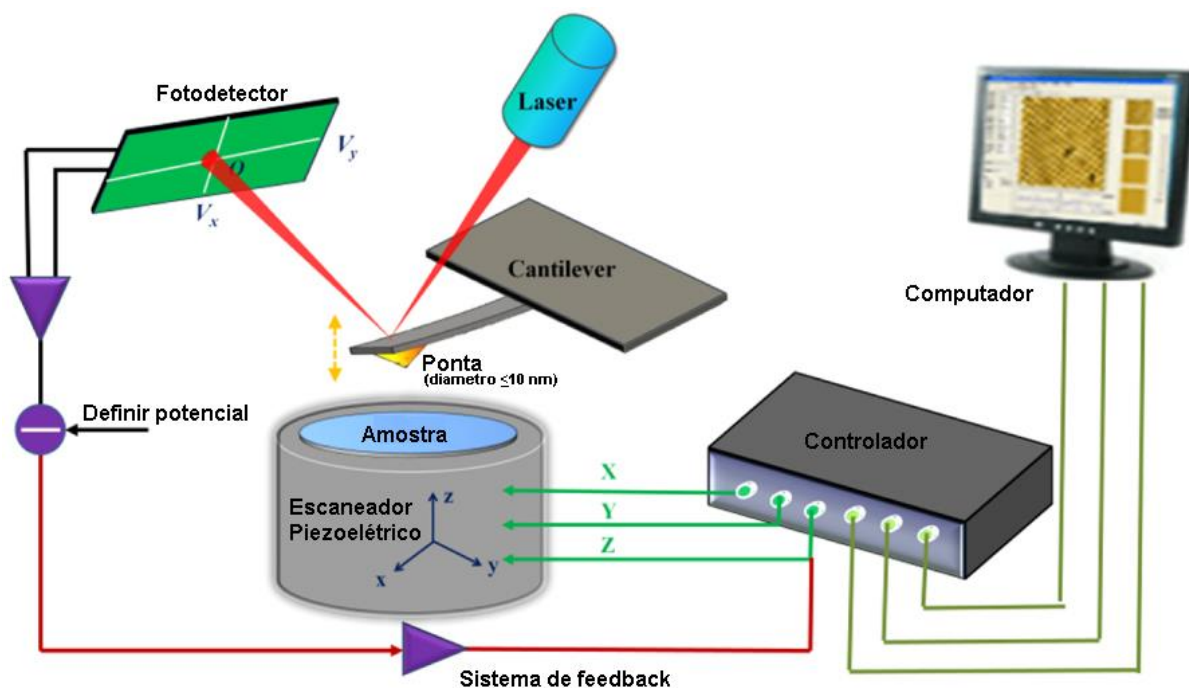 Fotodetector
Laser
V_y
O
V_x
Cantilever
Computador
Ponta
(diametro ≤10 nm)
Definir potencial
Amostra
Controlador
X
Escaneador
Piezoelétrico
z
Y
Z
x
y
Sistema de feedback